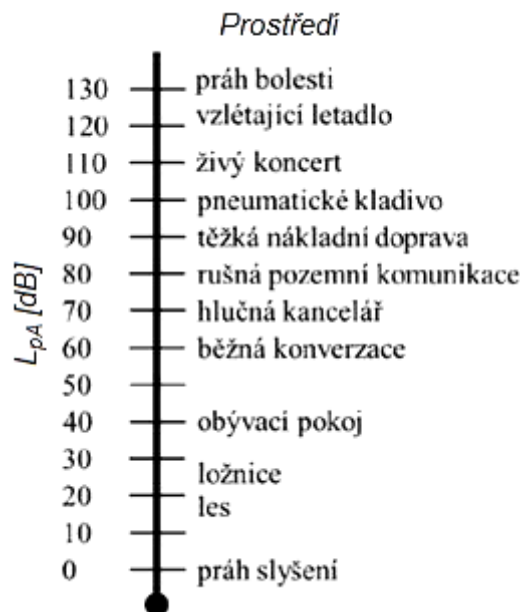 Prostředí
130 práh bolesti
120 vzlétající letadlo
110 živý koncert
100 pneumatické kladivo
90 těžká nákladní doprava
80 rušná pozemní komunikace
70 hlučná kancelář
60 běžná konverzace
50
40 obývací pokoj
30
ložnice
20
les
10
0 práh slyšení
LpA [dB]